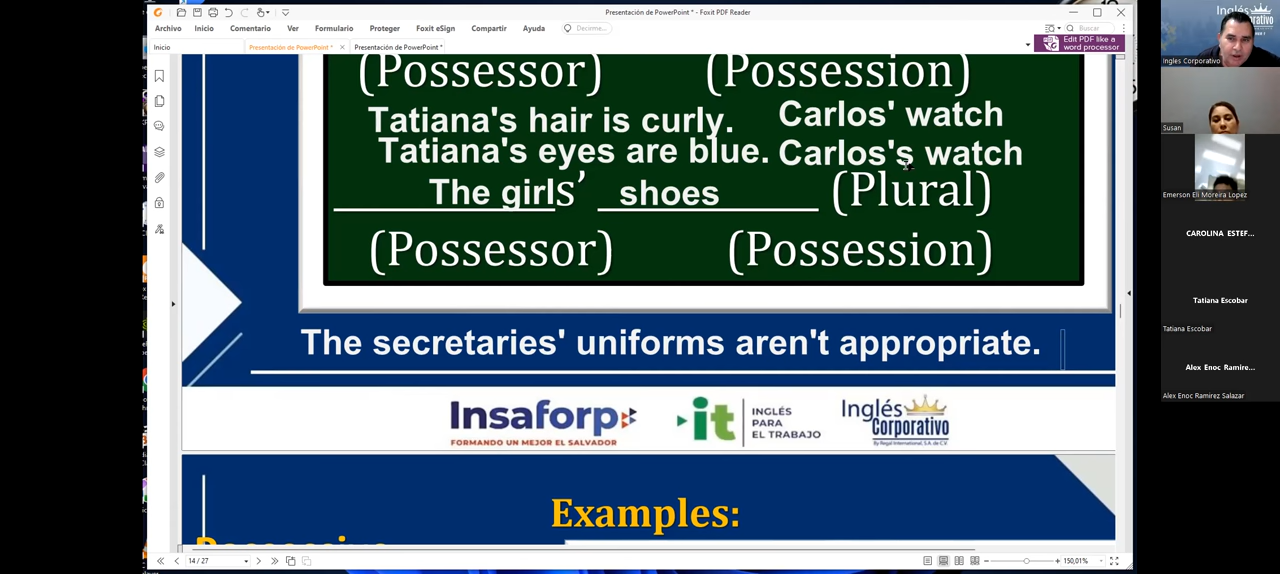 Presentación de PowerPoint * - Foxit PDF Reader
Archivo Inicio Comentario Ver Formulario Proteger Foxit eSign Compartir Ayuda Decirme... Buscar
Inicio Presentación de PowerPoint * × Presentación de PowerPoint *
Edit PDF like a
word processor
(Possessor) (Possession)
Tatiana's hair is curly. Carlos' watch
Tatiana's eyes are blue. Carlos's watch
The girls' shoes (Plural)
(Possessor) (Possession)
The secretaries' uniforms aren't appropriate.
Insaforp
FORMANDO UN MEJOR EL SALVADOR
it
INGLÉS
PARA
EL TRABAJO
Inglés
Corporativo
By Regal International, S.A. de C.V.
Examples:
Possessive
14 / 27
150,01%
Inglés
Corporativo
Ingles Corporativo
Susan
Emerson Eli Moreira Lopez
CAROLINA ESTEF...
Tatiana Escobar
Tatiana Escobar
Alex Enoc Ramire...
Alex Enoc Ramirez Salazar